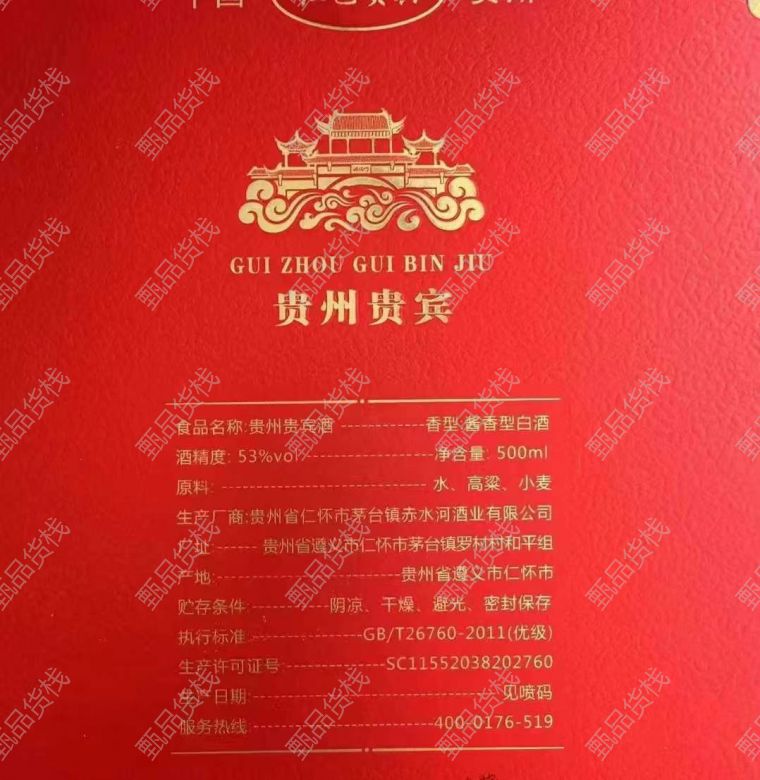 GUI ZHOU GUI BIN JIU
贵州贵宾
食品名称:贵州贵宾酒 香型:酱香型白酒
酒精度: 53%vol 净含量: 500ml
原料: 水、高粱、小麦
生产厂商:贵州省仁怀市茅台镇赤水河酒业有限公司
厂址: 贵州省遵义市仁怀市茅台镇罗村村和平组
产地: 贵州省遵义市仁怀市
贮存条件: 阴凉、干燥、避光、密封保存
执行标准: GB/T26760-2011(优级)
生产许可证号: SC11552038202760
生产日期: 见喷码
服务热线: 400-0176-519
甄品货栈